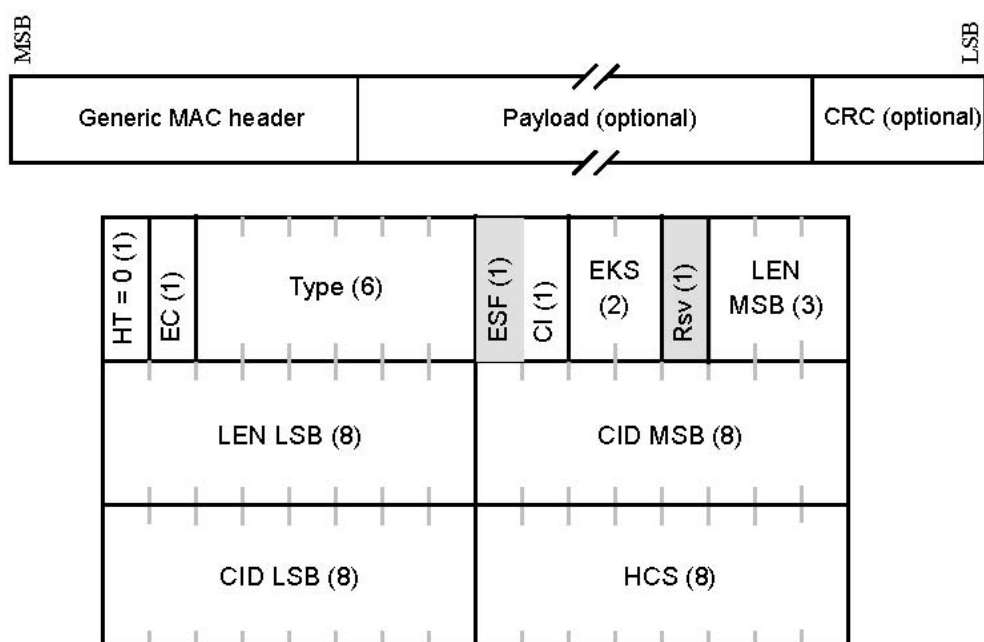 MSB
LSB
Generic MAC header
Payload (optional)
CRC (optional)
HT = 0 (1)
EC (1)
Type (6)
ESF (1)
CI (1)
EKS
(2)
Rsv (1)
LEN
MSB (3)
LEN LSB (8)
CID MSB (8)
CID LSB (8)
HCS (8)